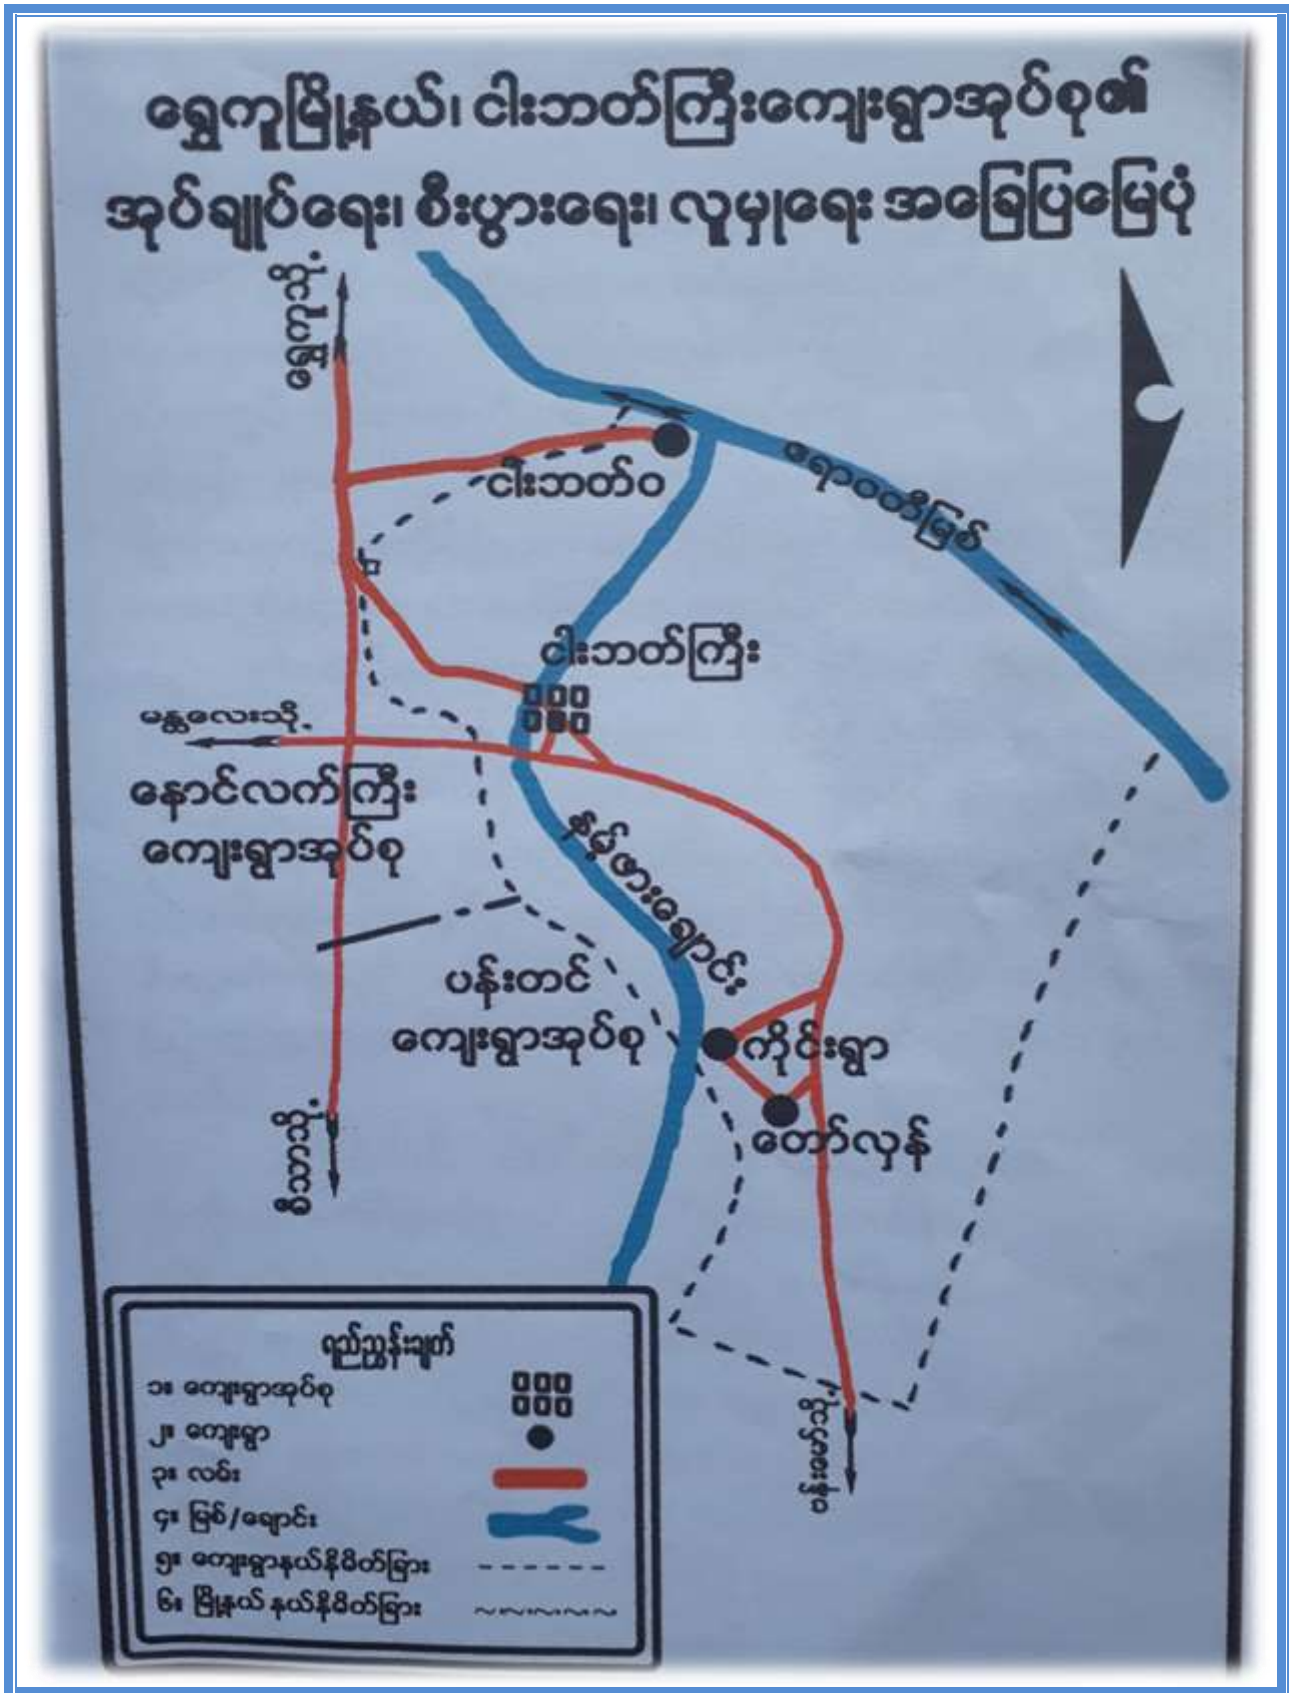 ရွှေကူမြို့နယ်၊ ငါးဘတ်ကြီးကျေးရွာအုပ်စု၏
အုပ်ချုပ်ရေး၊ စီးပွားရေး၊ လူမှုရေး အခြေပြမြေပုံ
ရွှေကူသို့
ငါးဘတ်ဝ
ဧရာဝတီမြစ်
ငါးဘတ်ကြီး
မန္တလေးသို့
နောင်လက်ကြီး
ကျေးရွာအုပ်စု
နမ့်ဖားချောင်း
ပန်းတင်
ကျေးရွာအုပ်စု
ကိုင်းရွာ
တော်လှန်
ရည်ညွှန်းချက်
၁။ ကျေးရွာအုပ်စု
၂။ ကျေးရွာ
၃။ လမ်း
၄။ မြစ်/ချောင်း
၅။ ကျေးရွာနယ်နိမိတ်ခြား
၆။ မြို့နယ် နယ်နိမိတ်ခြား